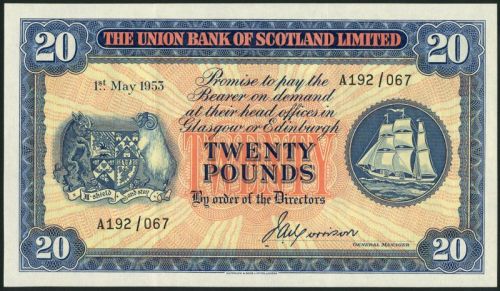 20 THE UNION BANK OF SCOTLAND LIMITED 20
1st May 1953
Promise to pay the A192/067
Bearer on demand
at their head offices in
Glasgow or Edinburgh
TWENTY
POUNDS
By order of the Directors
A192/067
GENERAL MANAGER
20 20